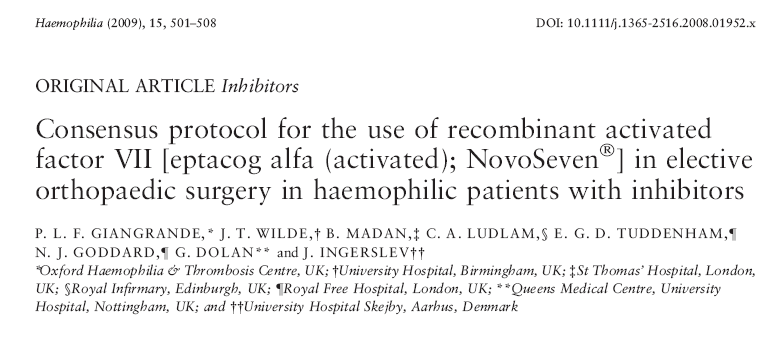 Haemophilia (2009), 15, 501–508
DOI: 10.1111/j.1365-2516.2008.01952.x
ORIGINAL ARTICLE Inhibitors
Consensus protocol for the use of recombinant activated
factor VII [eptacog alfa (activated); NovoSeven®] in elective
orthopaedic surgery in haemophilic patients with inhibitors
P. L. F. GIANGRANDE,* J. T. WILDE,† B. MADAN,‡ C. A. LUDLAM,§ E. G. D. TUDDENHAM,¶
N. J. GODDARD,¶ G. DOLAN** and J. INGERSLEV††
*Oxford Haemophilia & Thrombosis Centre, UK; †University Hospital, Birmingham, UK; ‡St Thomas' Hospital, London,
UK; §Royal Infirmary, Edinburgh, UK; ¶Royal Free Hospital, London, UK; **Queens Medical Centre, University
Hospital, Nottingham, UK; and ††University Hospital Skejby, Aarhus, Denmark